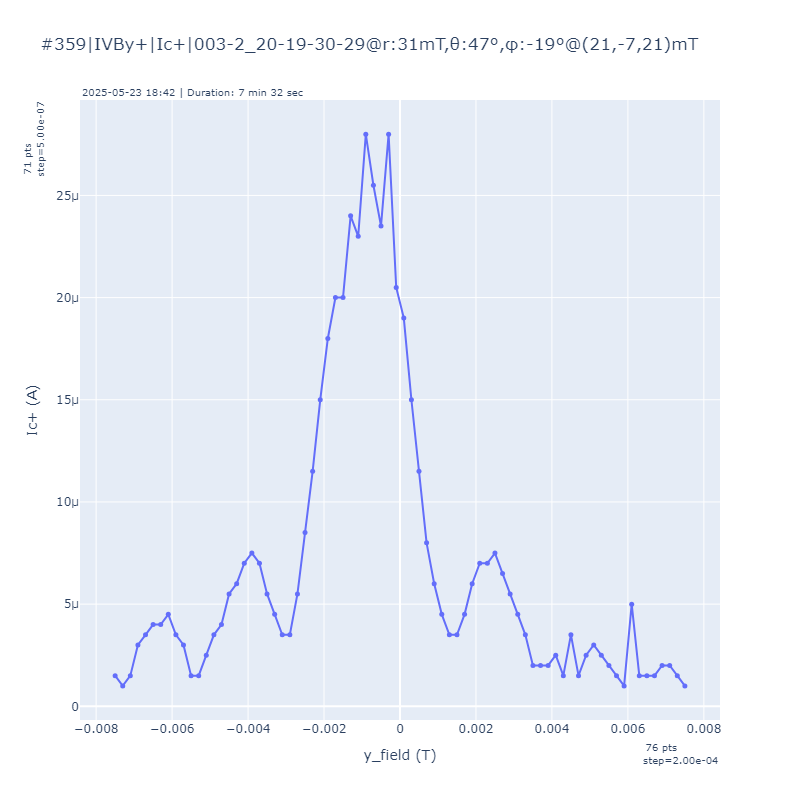 #359|IVBy+|Ic+|003-2_20-19-30-29@r:31mT,θ:47º,φ:-19º@(21,-7,21)mT
2025-05-23 18:42 | Duration: 7 min 32 sec
71 pts
step=5.00e-07
25μ
20μ
15μ
10μ
5μ
0
Ic+ (A)
−0.008
−0.006
−0.004
−0.002
0
0.002
0.004
0.006
0.008
y_field (T)
76 pts
step=2.00e-04